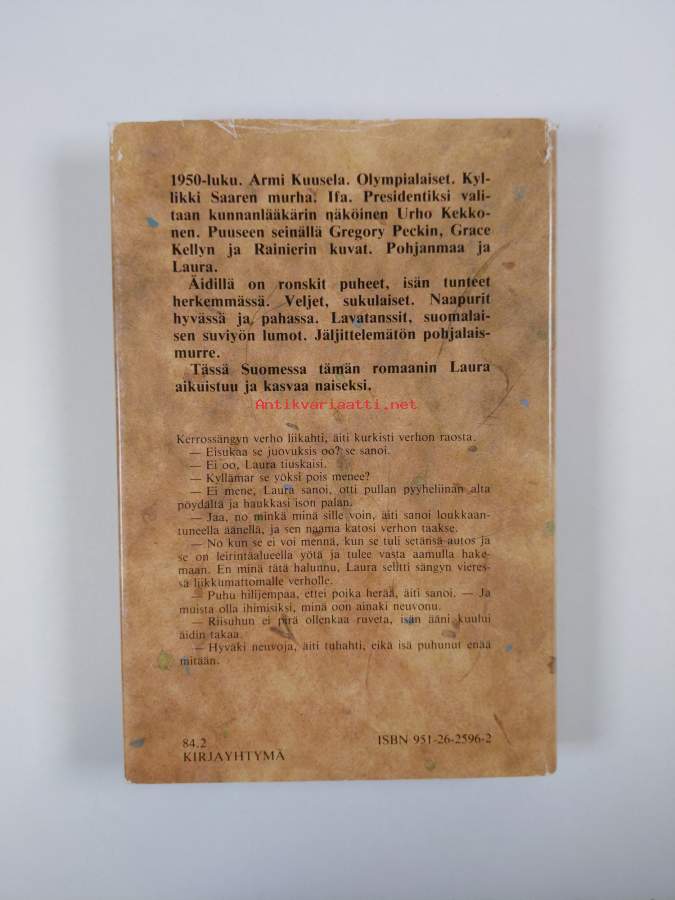 1950-luku. Armi Kuusela. Olympialaiset. Kyl-
likki Saaren murha. Ifa. Presidentiksi vali-
taan kunnanlääkärin näköinen Urho Kekko-
nen. Puuseen seinällä Gregory Peckin, Grace
Kellyn ja Rainierin kuvat. Pohjanmaa ja
Laura.
Äidillä on ronskit puheet, isän tunteet
herkemmässä. Veljet, sukulaiset. Naapurit
hyvässä ja pahassa. Lavatanssit, suomalai-
sen suviyön lumot. Jäljittelemätön pohjalais-
murre.
Tässä Suomessa tämän romaanin Laura
aikuistuu ja kasvaa naiseksi.
Antikvariaatti.net
Kerrossängyn verho liikahti, äiti kurkisti verhon raosta.
— Eisukaa se juovuksis oo? se sanoi.
— Ei oo, Laura tiuskaisi.
— Kyllämar se yöksi pois menee?
— Ei mene, Laura sanoi, otti pullan pyyheliinan alta
pöydältä ja haukkasi ison palan.
— Jaa, no minkä minä sille voin, äiti sanoi loukkaan-
tuneella äänellä, ja sen naama katosi verhon taakse.
— No kun se ei voi mennä, kun se tuli setänsä autos ja
se on leirintäalueella yötä ja tulee vasta aamulla hake-
maan. En minä tätä halunnu, Laura selitti sängyn vieres-
sä liikkumattomalle verholle.
— Puhu hilijempaa, ettei poika herää, äiti sanoi. — Ja
muista olla ihimisiksi, minä oon ainaki neuvonu.
— Riisuhun ei pirä ollenkaa ruveta, isän ääni kuului
äidin takaa.
— Hyväki neuvoja, äiti tuhahti, eikä isä puhunut enää
mitään.
84.2
KIRJAYHTYMÄ
ISBN 951-26-2596-2